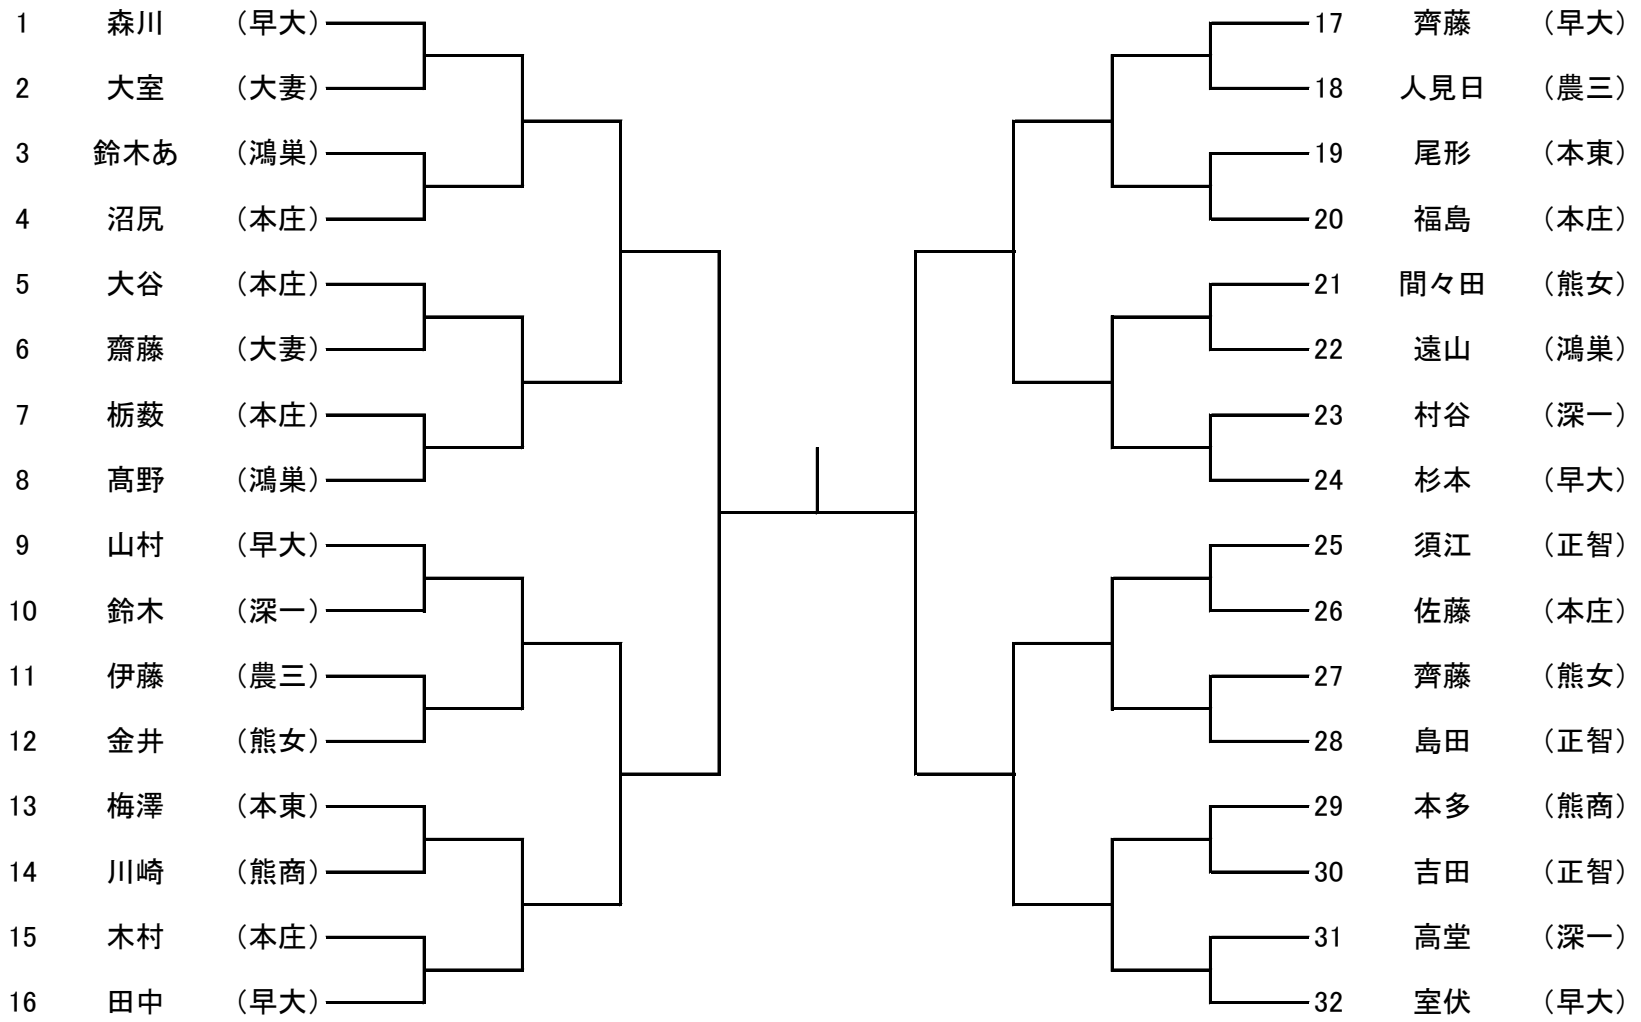 1 森川 （早大） 17 齊藤 （早大）
2 大室 （大妻） 18 人見日 （農三）
3 鈴木あ （鴻巣） 19 尾形 （本東）
4 沼尻 （本庄） 20 福島 （本庄）
5 大谷 （本庄） 21 間々田 （熊女）
6 齋藤 （大妻） 22 遠山 （鴻巣）
7 栃薮 （本庄） 23 村谷 （深一）
8 髙野 （鴻巣） 24 杉本 （早大）
9 山村 （早大） 25 須江 （正智）
10 鈴木 （深一） 26 佐藤 （本庄）
11 伊藤 （農三） 27 齊藤 （熊女）
12 金井 （熊女） 28 島田 （正智）
13 梅澤 （本東） 29 本多 （熊商）
14 川崎 （熊商） 30 吉田 （正智）
15 木村 （本庄） 31 高堂 （深一）
16 田中 （早大） 32 室伏 （早大）